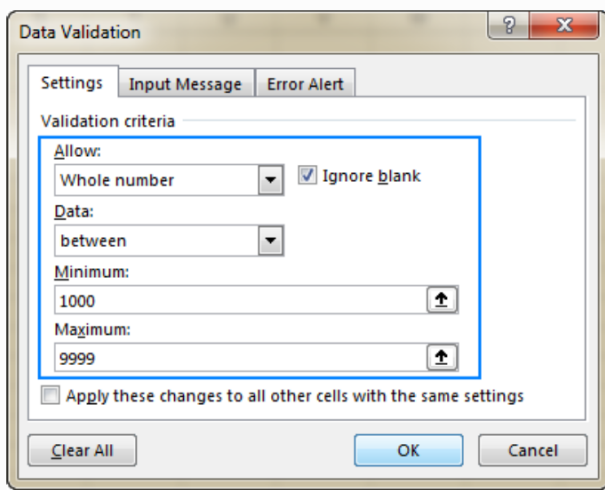 Data Validation
Settings
Input Message
Error Alert
Validation criteria
Allow:
Whole number
Ignore blank
Data:
between
Minimum:
1000
Maximum:
9999
Apply these changes to all other cells with the same settings
Clear All
OK
Cancel